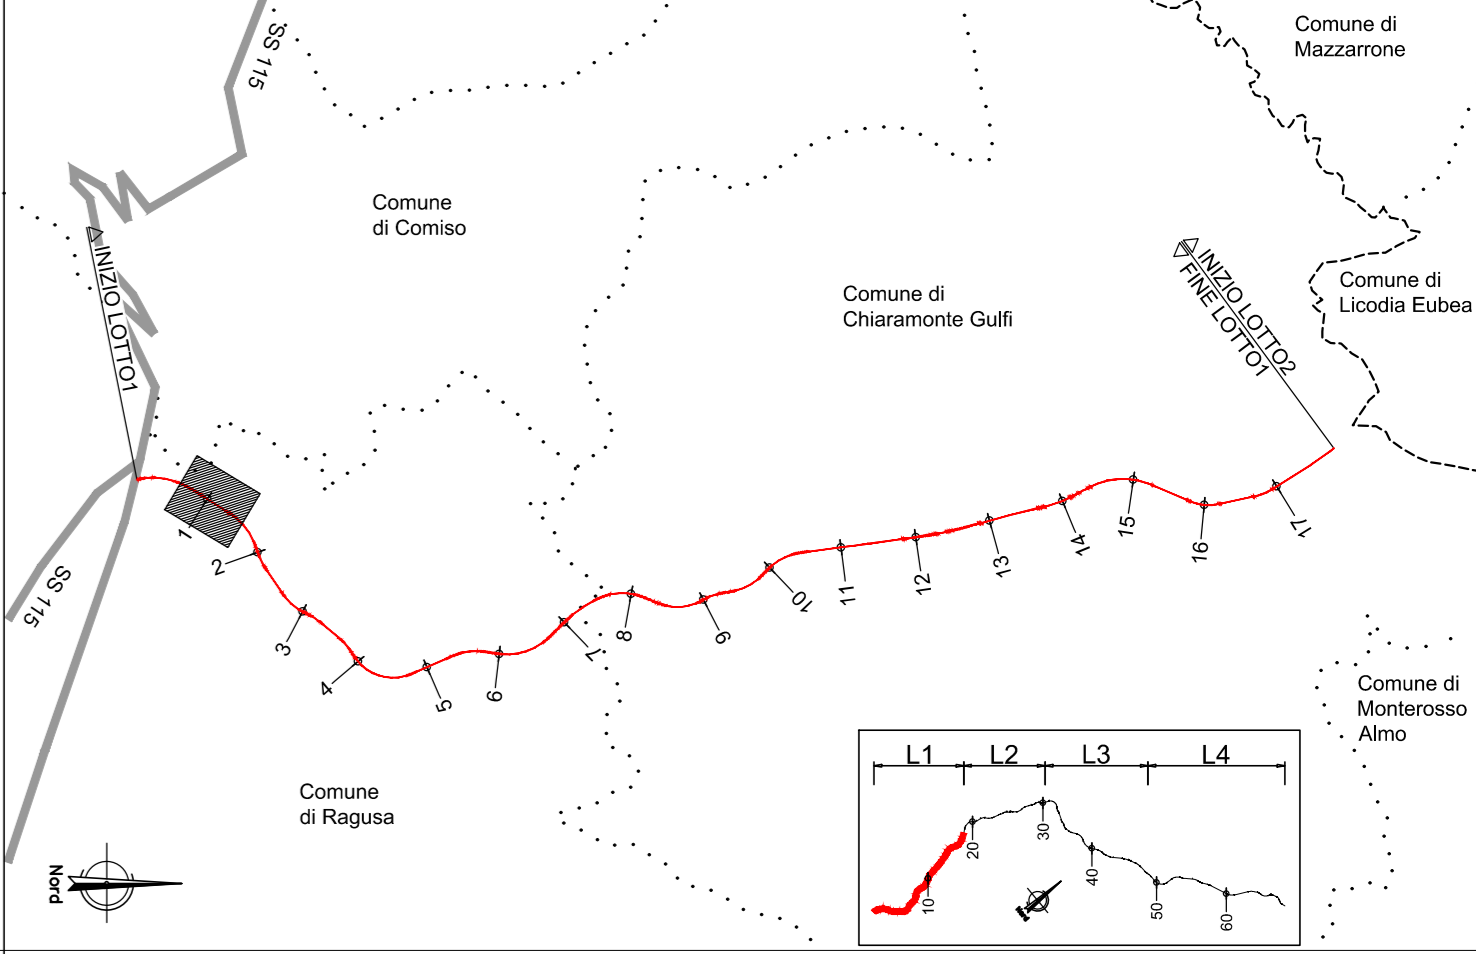 SS 115
Comune di
Mazzarrone
Comune
di Comiso
INIZIO LOTTO1
Comune di
Chiaramonte Gulfi
INIZIO LOTTO2
FINE LOTTO1
Comune di
Licodia Eubea
1
2
3
4
5
6
7
8
9
10
11
12
13
14
15
16
17
SS 115
Comune
di Ragusa
Comune di
Monterosso
Almo
Nord
L1 L2 L3 L4
10
20
30
40
50
60